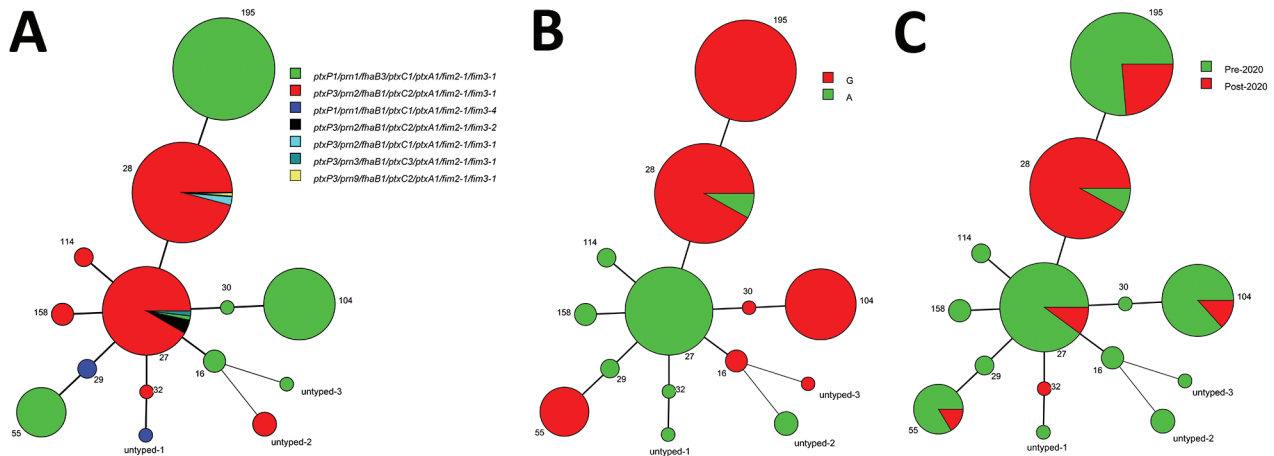 A
195
ptxP1/prn1/fhaB3/ptxC1/ptxA1/fim2-1/fim3-1
ptxP3/prn2/fhaB1/ptxC2/ptxA1/fim2-1/fim3-1
ptxP1/prn1/fhaB1/ptxC1/ptxA1/fim2-1/fim3-4
ptxP3/prn2/fhaB1/ptxC2/ptxA1/fim2-1/fim3-2
ptxP3/prn2/fhaB1/ptxC1/ptxA1/fim2-1/fim3-1
ptxP3/prn3/fhaB1/ptxC3/ptxA1/fim2-1/fim3-1
ptxP3/prn9/fhaB1/ptxC2/ptxA1/fim2-1/fim3-1
28
114
30
104
158
27
29
16
32
untyped-3
55
untyped-2
untyped-1
B
195
G
A
28
114
30
104
158
27
29
16
32
untyped-3
55
untyped-2
untyped-1
C
195
Pre-2020
Post-2020
28
114
30
104
158
27
29
16
32
untyped-3
55
untyped-2
untyped-1